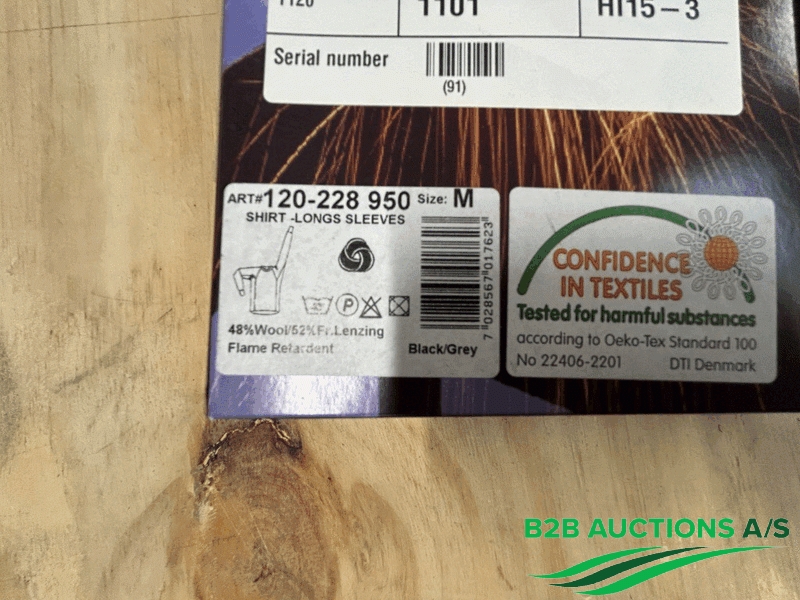 1120 1101 HI15-3
Serial number
(91)
ART#120-228 950 Size: M
SHIRT -LONGS SLEEVES
P
48%Wool/52%Fr.Lenzing
Flame Retardent Black/Grey
7 028567 017623
CONFIDENCE
IN TEXTILES
Tested for harmful substances
according to Oeko-Tex Standard 100
No 22406-2201 DTI Denmark
B2B AUCTIONS A/S